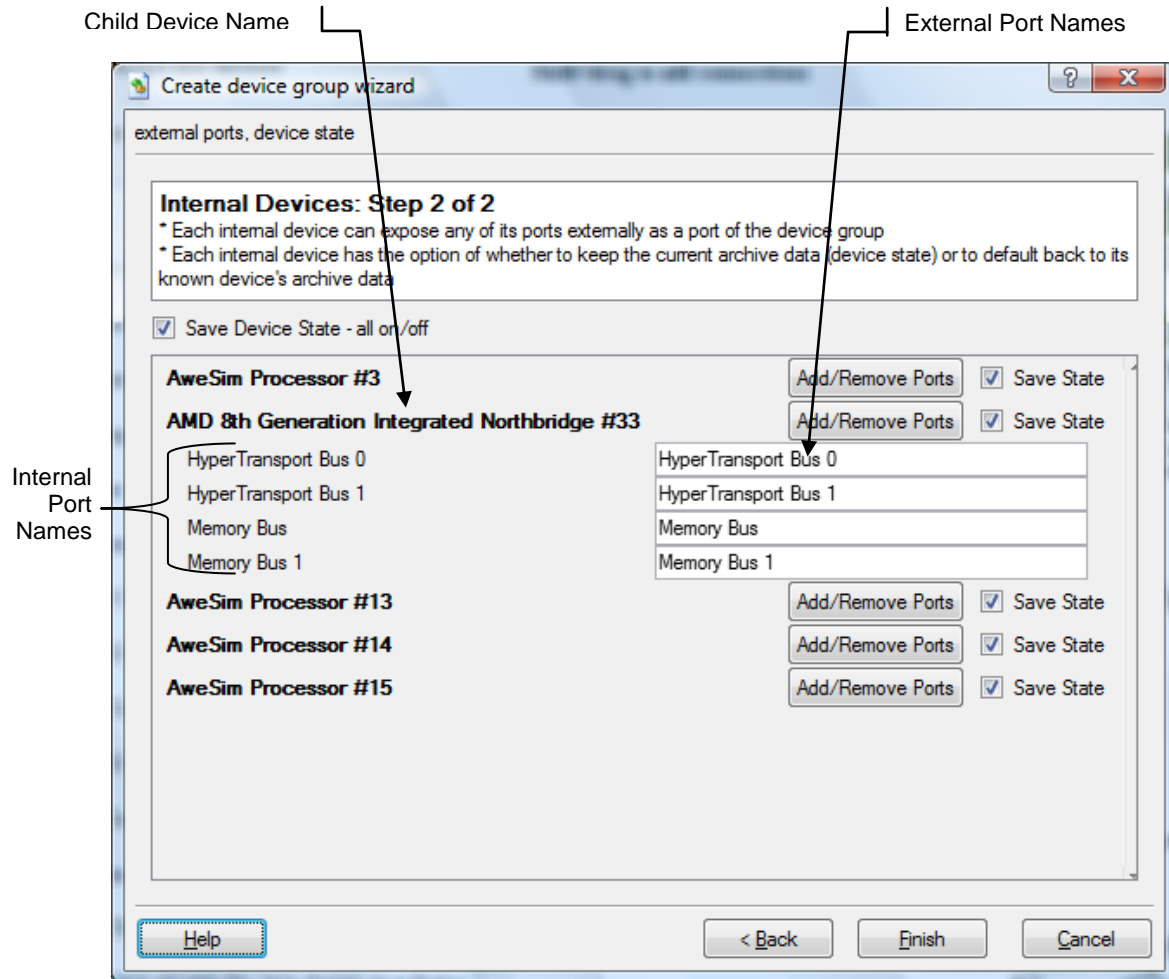 Child Device Name
External Port Names
Create device group wizard
external ports, device state
Internal Devices: Step 2 of 2
* Each internal device can expose any of its ports externally as a port of the device group
* Each internal device has the option of whether to keep the current archive data (device state) or to default back to its
known device's archive data
Save Device State - all on/off
AweSim Processor #3 Add/Remove Ports Save State
AMD 8th Generation Integrated Northbridge #33 Add/Remove Ports Save State
Internal
Port
Names
HyperTransport Bus 0 HyperTransport Bus 0
HyperTransport Bus 1 HyperTransport Bus 1
Memory Bus Memory Bus
Memory Bus 1 Memory Bus 1
AweSim Processor #13 Add/Remove Ports Save State
AweSim Processor #14 Add/Remove Ports Save State
AweSim Processor #15 Add/Remove Ports Save State
Help < Back Finish Cancel